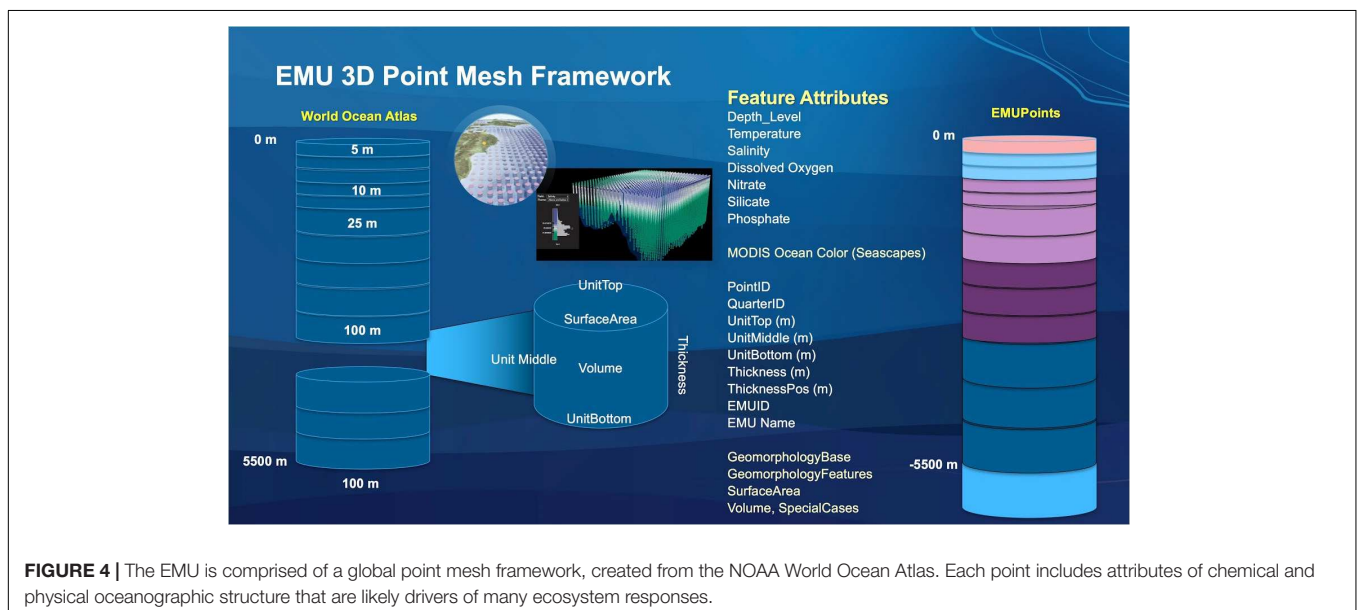 EMU 3D Point Mesh Framework
World Ocean Atlas
0 m
5 m
10 m
25 m
100 m
5500 m
100 m
UnitTop
SurfaceArea
Unit Middle
Volume
Thickness
UnitBottom
Feature Attributes
Depth_Level
Temperature
Salinity
Dissolved Oxygen
Nitrate
Silicate
Phosphate
MODIS Ocean Color (Seascapes)
PointID
QuarterID
UnitTop (m)
UnitMiddle (m)
UnitBottom (m)
Thickness (m)
ThicknessPos (m)
EMUID
EMU Name
GeomorphologyBase
GeomorphologyFeatures
SurfaceArea
Volume, SpecialCases
EMUPoints
0 m
-5500 m
FIGURE 4 | The EMU is comprised of a global point mesh framework, created from the NOAA World Ocean Atlas. Each point includes attributes of chemical and
physical oceanographic structure that are likely drivers of many ecosystem responses.